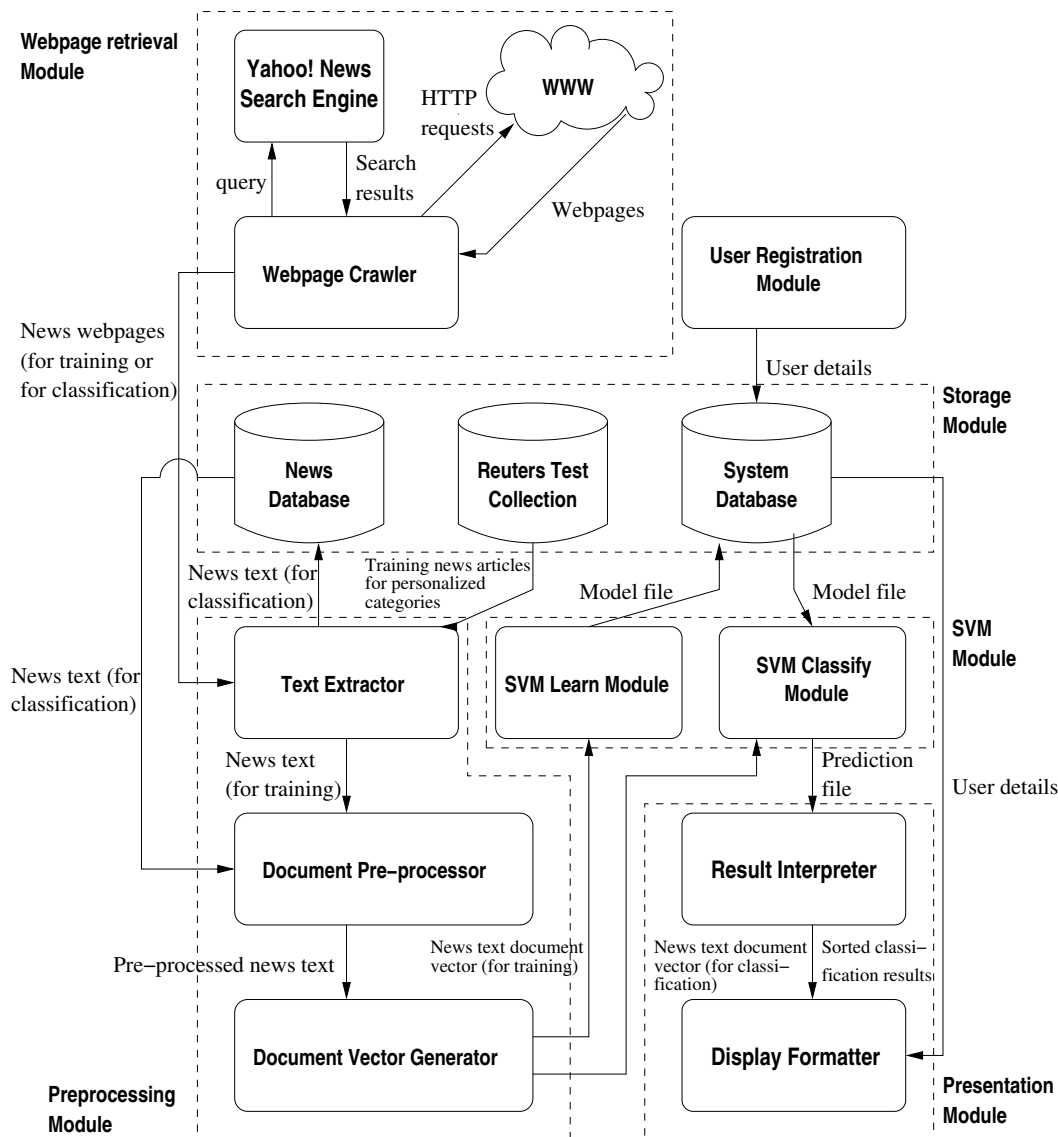 Webpage retrieval
Module
Yahoo! News
Search Engine
WWW
HTTP
requests
query
Search
results
Webpages
Webpage Crawler
User Registration
Module
News webpages
(for training or
for classification)
User details
Storage
Module
News
Database
Reuters Test
Collection
System
Database
News text (for
classification)
Training news articles
for personalized
categories
Model file
Model file
SVM
Module
Text Extractor
SVM Learn Module
SVM Classify
Module
News text (for
classification)
News text
(for training)
Prediction
file
User details
Document Pre−processor
Result Interpreter
Pre−processed news text
News text document
vector (for training)
News text document
vector (for classi−
fication)
Sorted classi−
fication results
Document Vector Generator
Display Formatter
Preprocessing
Module
Presentation
Module